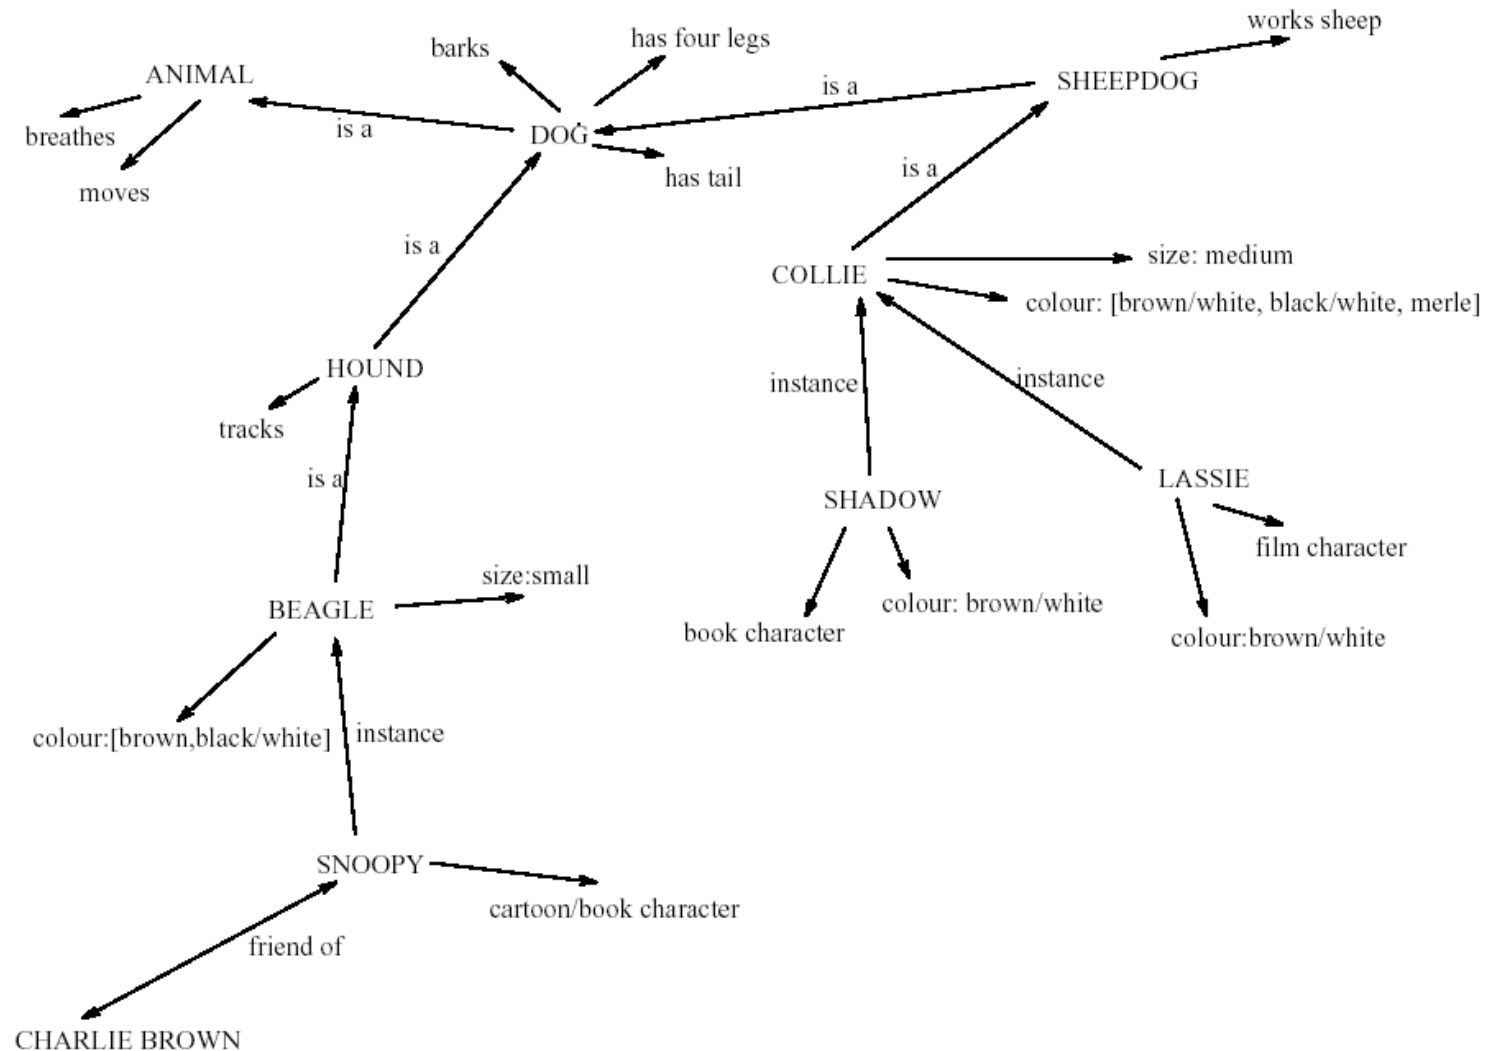 works sheep
barks
has four legs
ANIMAL
SHEEPDOG
is a
breathes
is a
DOG
has tail
moves
is a
is a
COLLIE
size: medium
colour: [brown/white, black/white, merle]
HOUND
instance
instance
tracks
is a
LASSIE
SHADOW
film character
size:small
BEAGLE
colour: brown/white
book character
colour:brown/white
colour:[brown,black/white]
instance
SNOOPY
cartoon/book character
friend of
CHARLIE BROWN